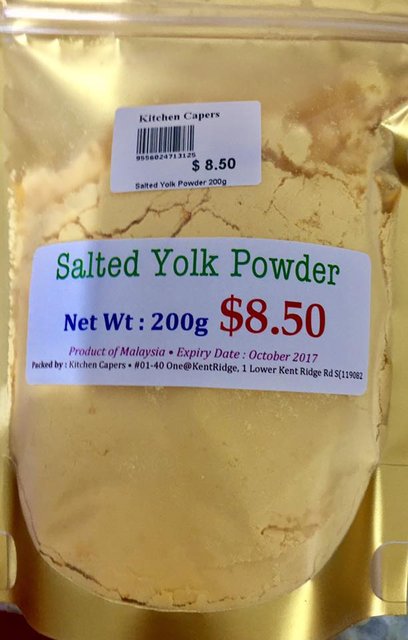 Kitchen Capers
9556024713125
$ 8.50
Salted Yolk Powder 200g
Salted Yolk Powder
Net Wt : 200g $8.50
Product of Malaysia • Expiry Date : October 2017
Packed by : Kitchen Capers • #01-40 One@KentRidge, 1 Lower Kent Ridge Rd S(119082